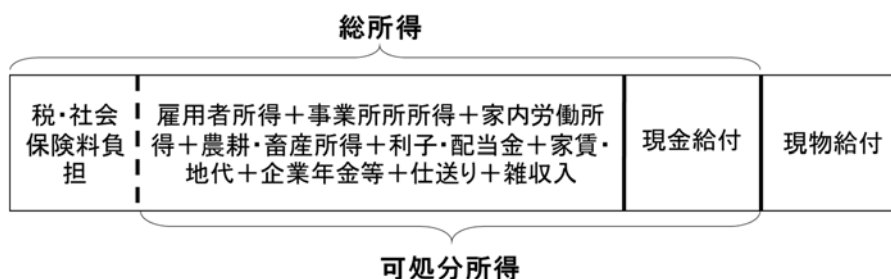 総所得
税・社会
保険料負
担
雇用者所得＋事業所所所得＋家内労働所
得＋農耕・畜産所得＋利子・配当金＋家賃・
地代＋企業年金等＋仕送り＋雑収入
現金給付
現物給付
可処分所得